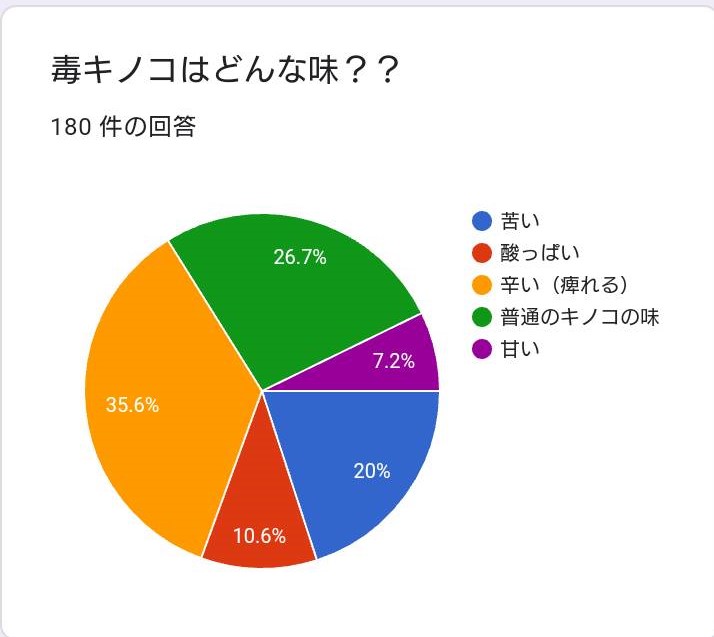 毒キノコはどんな味？？
180 件の回答
苦い
酸っぱい
辛い（痺れる）
普通のキノコの味
甘い
26.7%
7.2%
35.6%
20%
10.6%